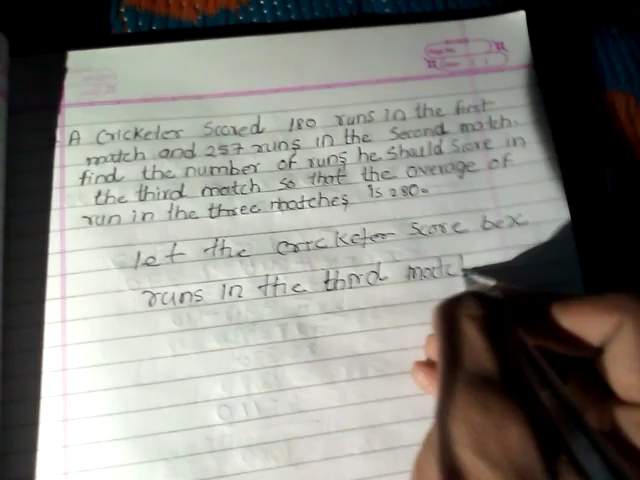 A Cricketer Scored 180 runs in the first
match and 257 runs in the Second match.
find the number of runs he should score in
the third match so that the average of
run in the three matches is 280.
let the cricketer score be x
runs in the third match